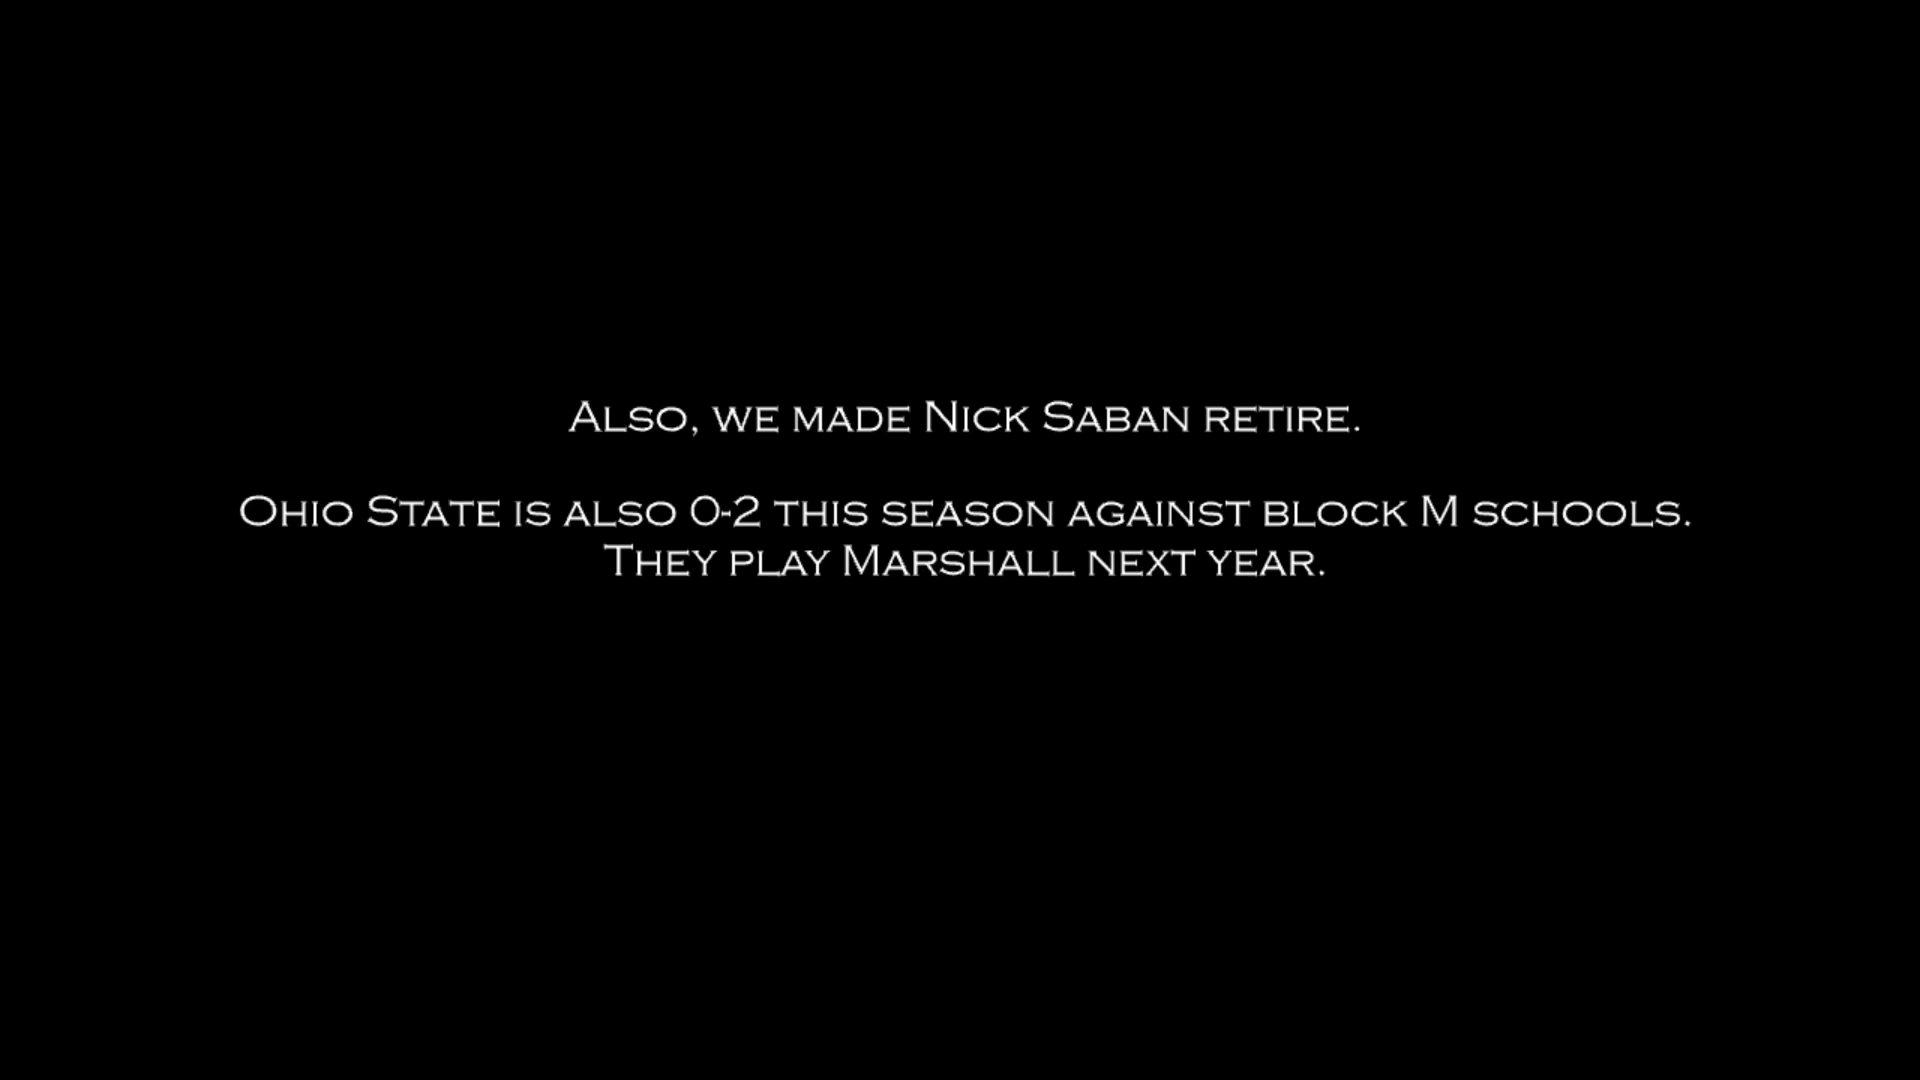 Also, we made Nick Saban retire.
Ohio State is also 0-2 this season against block M schools.
They play Marshall next year.